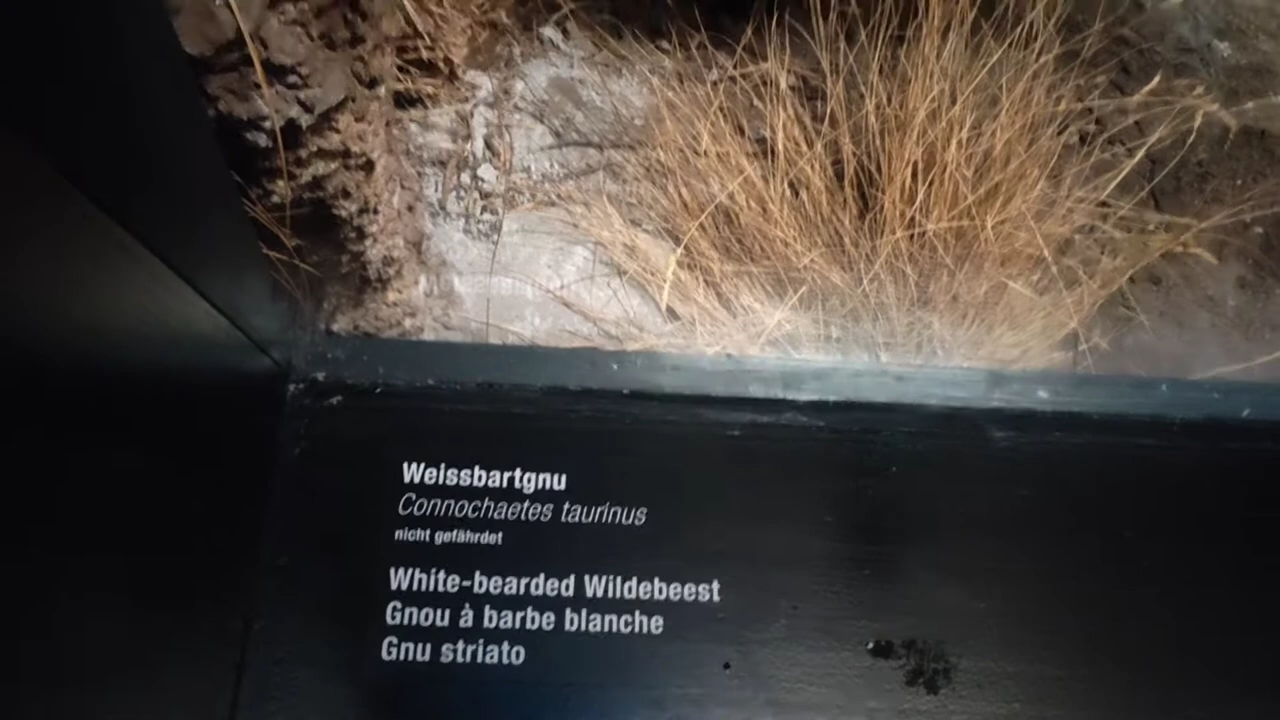 Weissbartgnu
Connochaetes taurinus
nicht gefährdet
White-bearded Wildebeest
Gnou à barbe blanche
Gnu striato